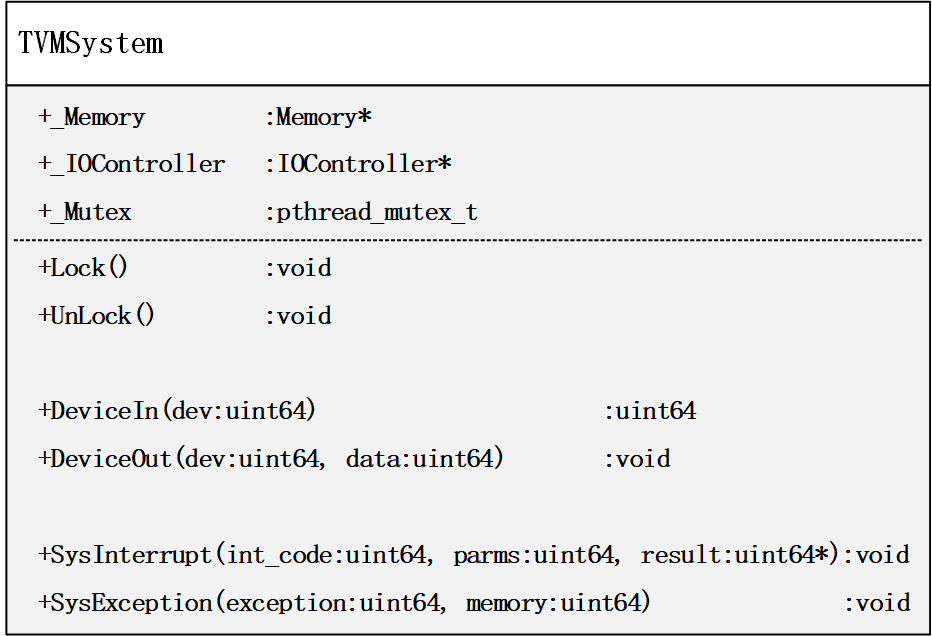 TVMSystem
+_Memory :Memory*
+_IOController :IOController*
+_Mutex :pthread_mutex_t
+Lock() :void
+UnLock() :void
+DeviceIn(dev:uint64) :uint64
+DeviceOut(dev:uint64, data:uint64) :void
+SysInterrupt(int_code:uint64, parms:uint64, result:uint64*):void
+SysException(exception:uint64, memory:uint64) :void